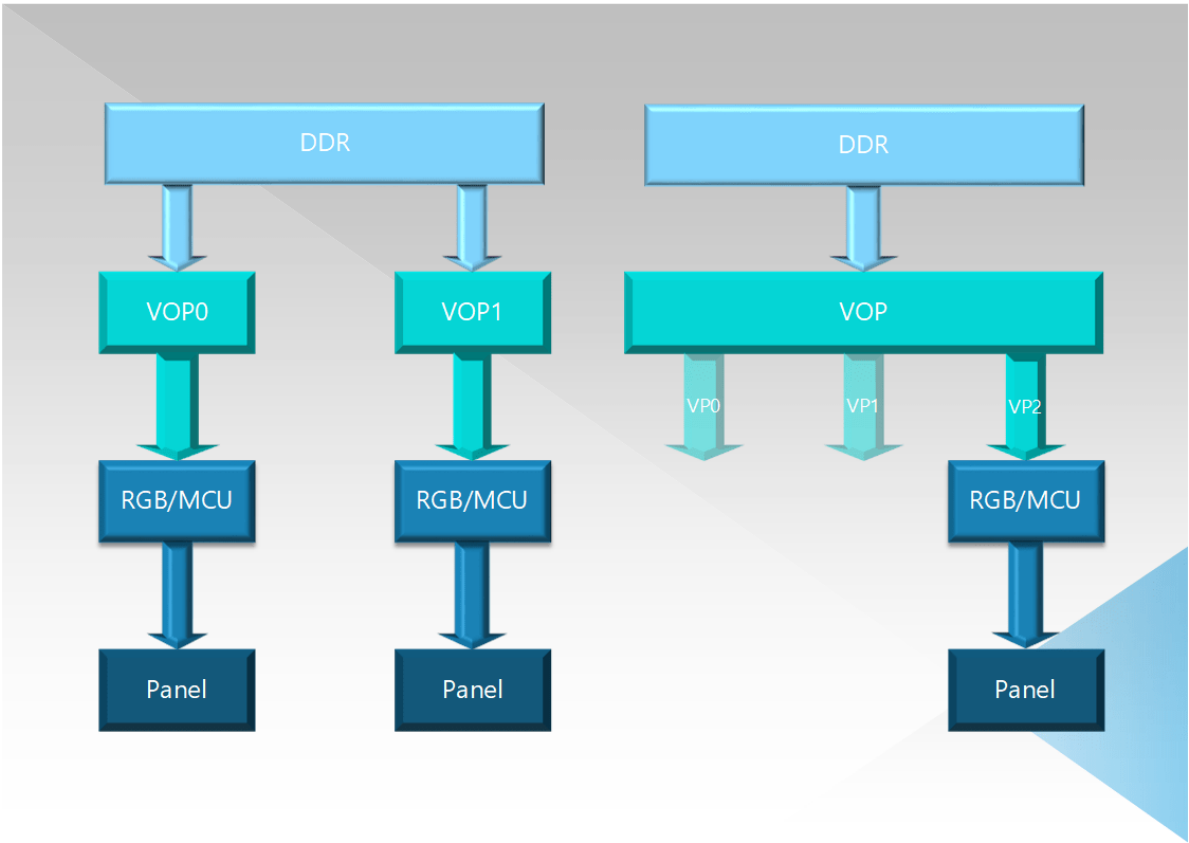 DDR
DDR
VOP0
VOP1
VOP
VP0
VP1
VP2
RGB/MCU
RGB/MCU
RGB/MCU
Panel
Panel
Panel